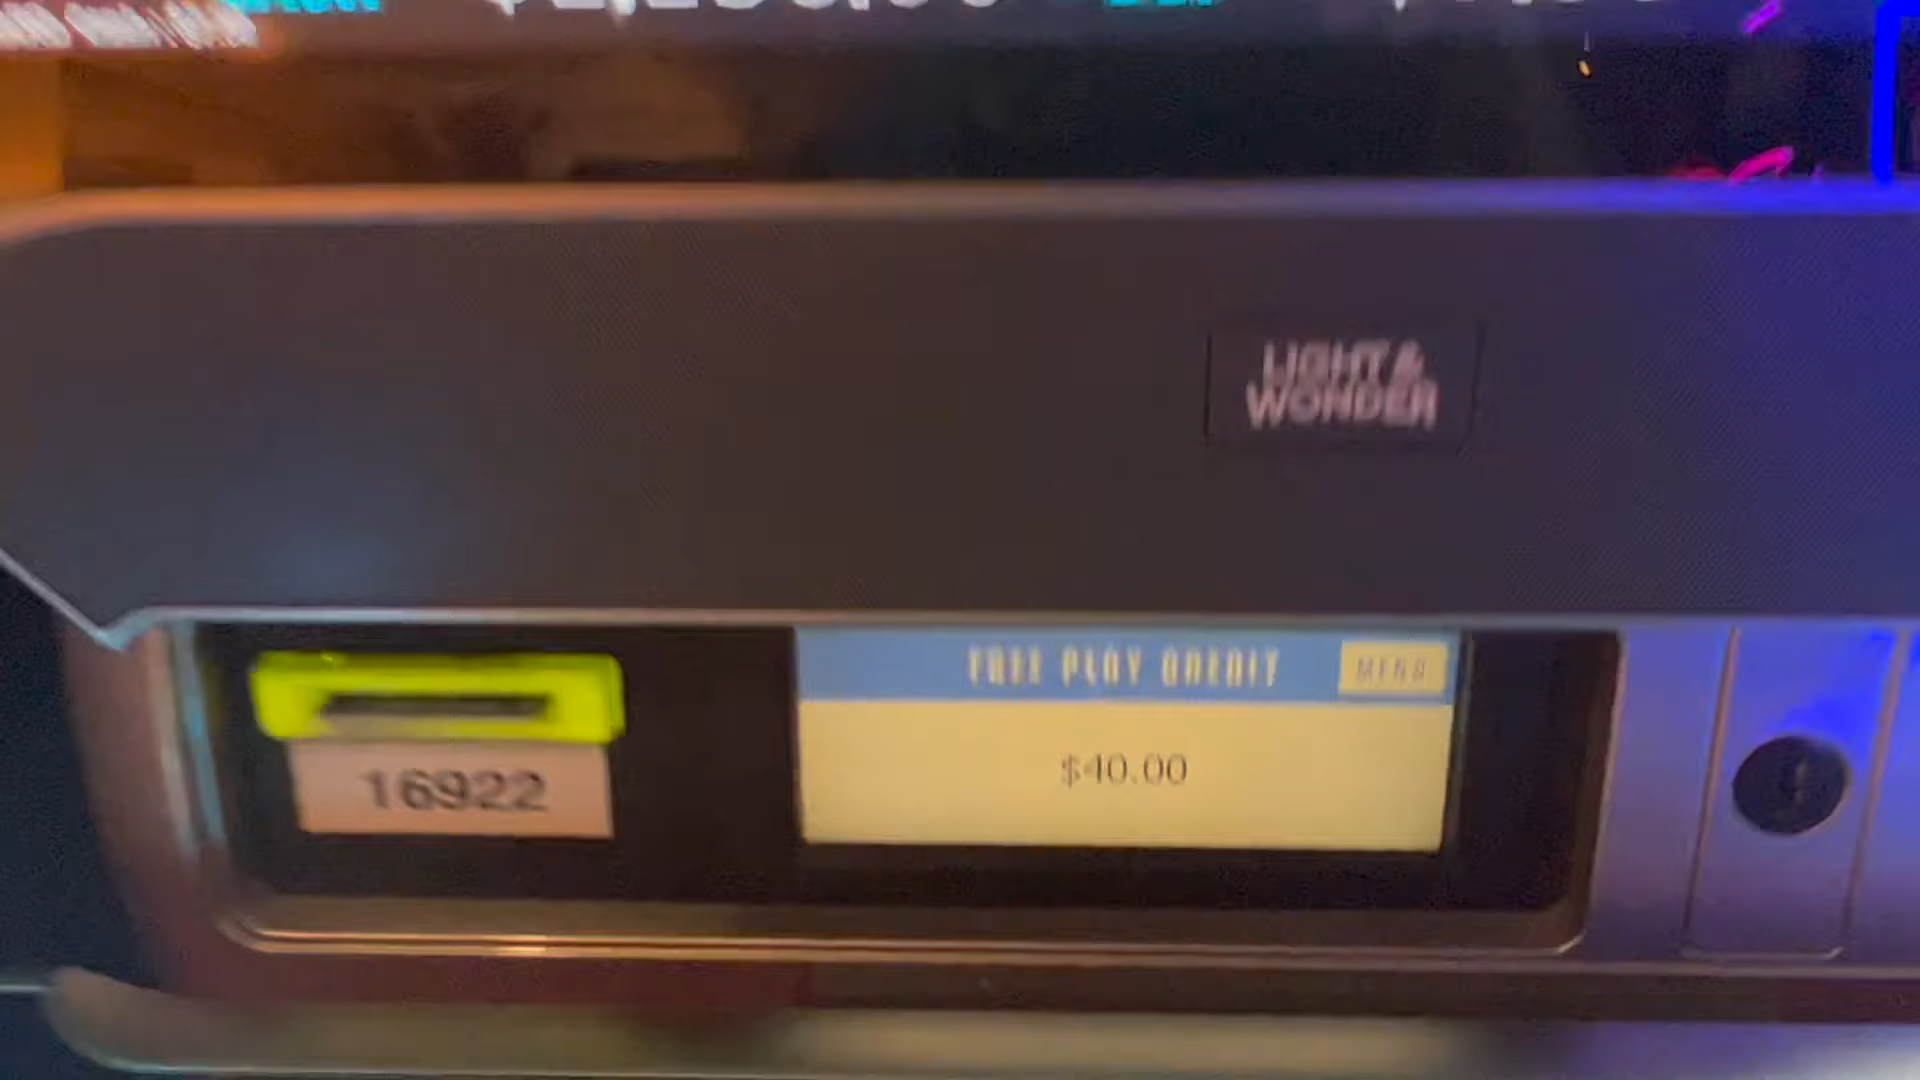 LIGHT &
WONDER
FREE PLAY CREDIT
MENU
16922
$40.00